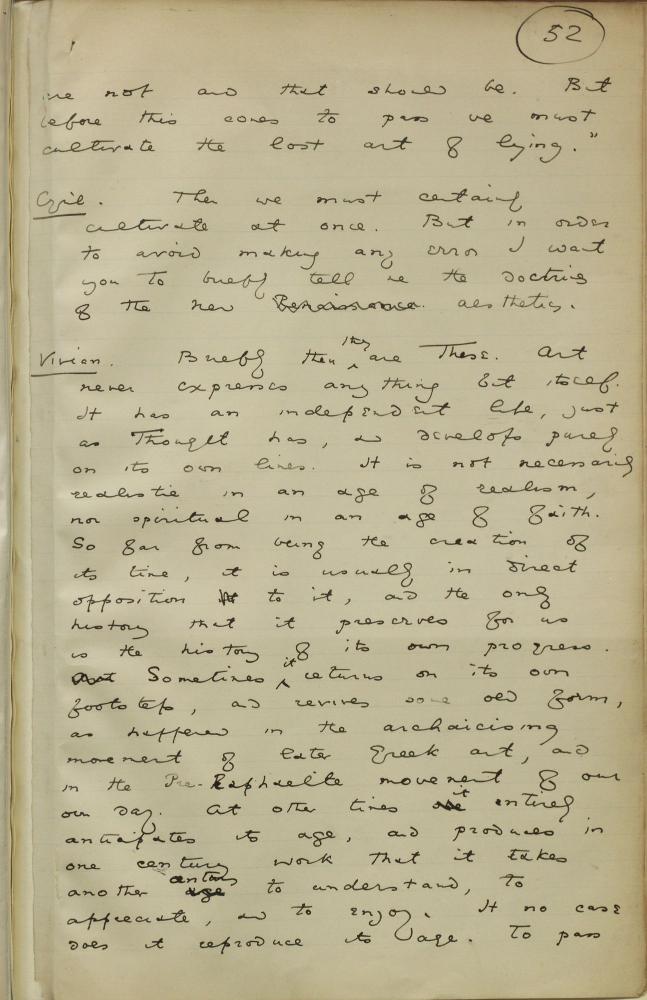 52
are not and that should be. But
before this comes to pass we must
cultivate the lost art of lying."
Cyril. Then we must certainly
cultivate at once. But in order
to avoid making any error I want
you to briefly tell me the doctrines
of the new Renaissance aesthetics.
Vivian. Briefly then they are These. Art
never expresses anything but itself.
It has an independent life, just
as Thought has, and develops purely
on its own lines. It is not necessarily
realistic in an age of realism,
nor spiritual in an age of faith.
So far from being the creation of
its time, it is usually in direct
opposition to it, and the only
history that it preserves for us
is the history of its own progress.
Sometimes it returns on its own
footsteps, and revives some old form,
as happened in the archaicising
movement of later Greek art, and
in the Pre-Raphaelite movement of our
own day. At other times it entirely
anticipates its age, and produces in
one century work that it takes
another century to understand, to
appreciate, and to enjoy. In no case
does it reproduce its age. To pass